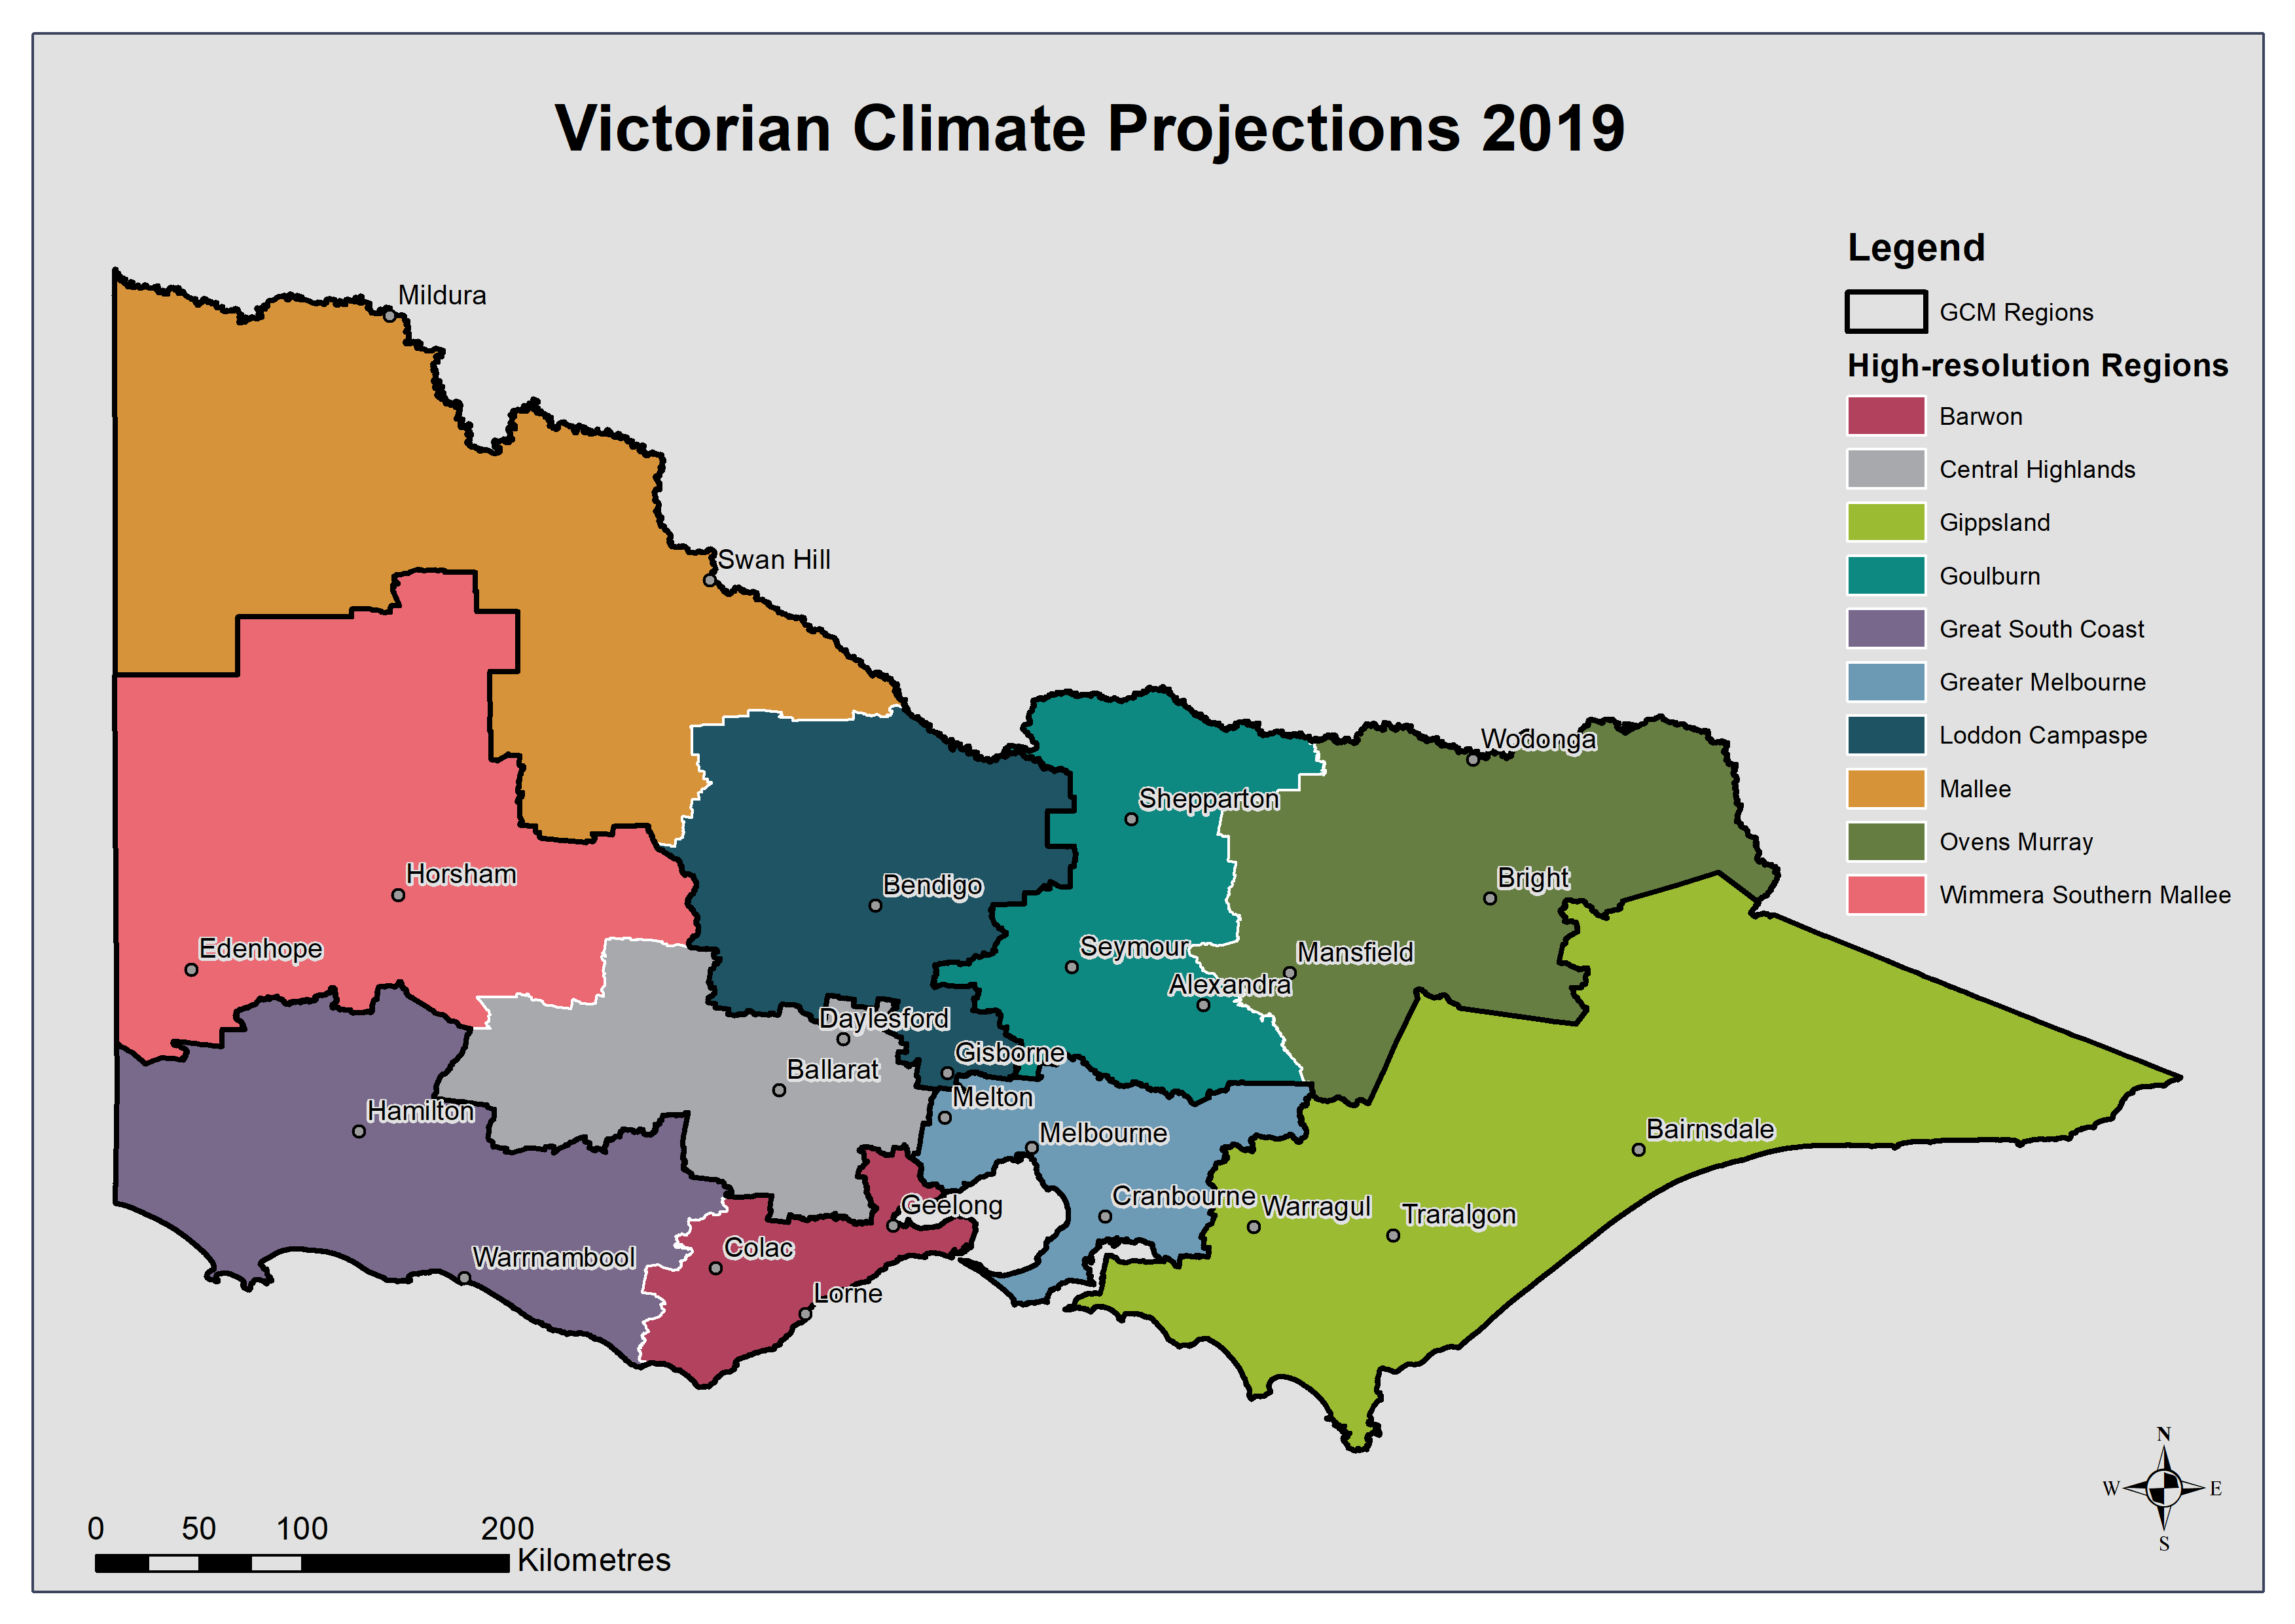 Victorian Climate Projections 2019
Legend
GCM Regions
High-resolution Regions
Barwon
Central Highlands
Gippsland
Goulburn
Great South Coast
Greater Melbourne
Loddon Campaspe
Mallee
Ovens Murray
Wimmera Southern Mallee
Mildura
Swan Hill
Wodonga
Shepparton
Horsham
Bendigo
Bright
Edenhope
Seymour
Mansfield
Alexandra
Daylesford
Gisborne
Ballarat
Melton
Hamilton
Melbourne
Bairnsdale
Cranbourne
Geelong
Warragul
Traralgon
Colac
Warrnambool
Lorne
N
W E
S
0 50 100 200
Kilometres